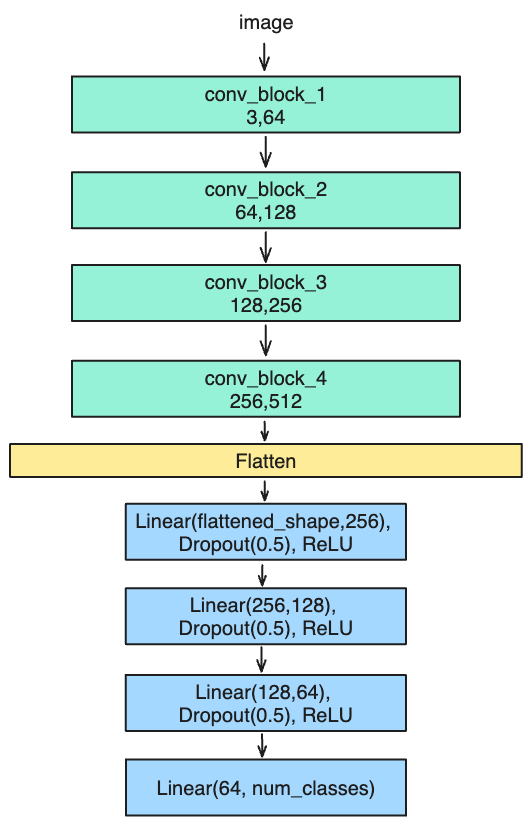 image
conv_block_1
3,64
conv_block_2
64,128
conv_block_3
128,256
conv_block_4
256,512
Flatten
Linear(flattened_shape,256),
Dropout(0.5), ReLU
Linear(256,128),
Dropout(0.5), ReLU
Linear(128,64),
Dropout(0.5), ReLU
Linear(64, num_classes)